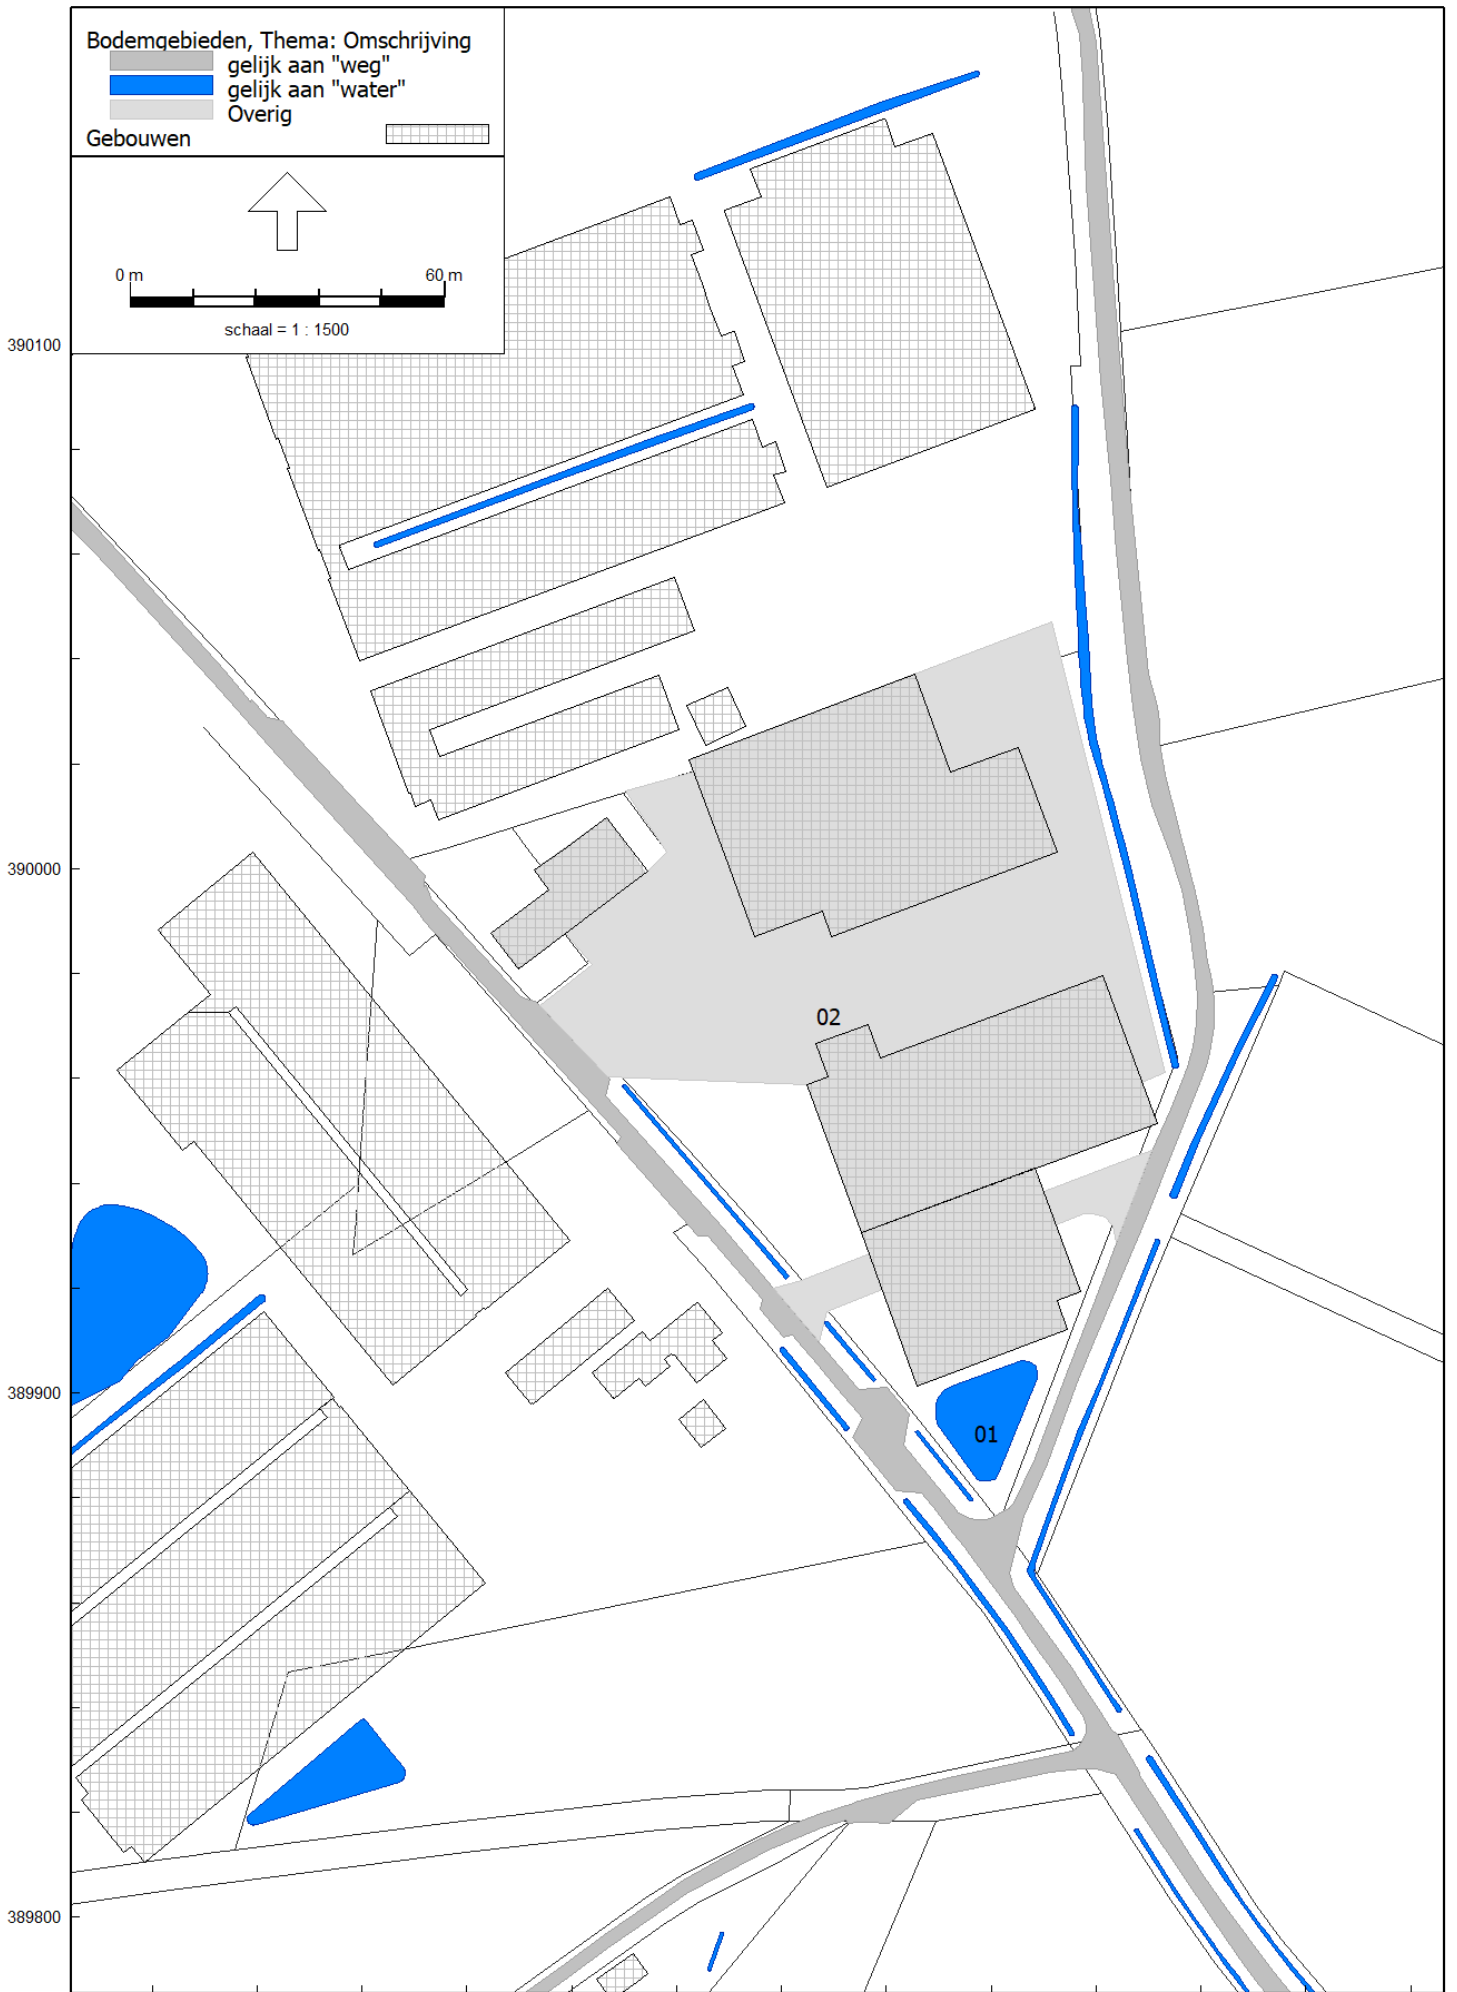 Bodemgebieden, Thema: Omschrijving
gelijk aan "weg"
gelijk aan "water"
Overig
Gebouwen
0 m 60 m
schaal = 1 : 1500
390100
390000
02
389900
01
389800